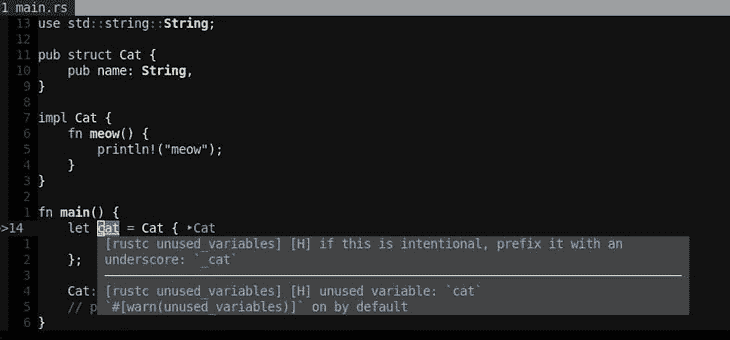 1 main.rs
13 use std::string::String;
12
11 pub struct Cat {
10     pub name: String,
9 }
8
7 impl Cat {
6     fn meow() {
5         println!("meow");
4     }
3 }
2
1 fn main() {
>>14     let cat = Cat { ▸Cat
1 [rustc unused_variables] [H] if this is intentional, prefix it with an
2     }; underscore: `_cat`
3
4     Cat: [rustc unused_variables] [H] unused variable: `cat`
5     // p `#[warn(unused_variables)]` on by default
6 }